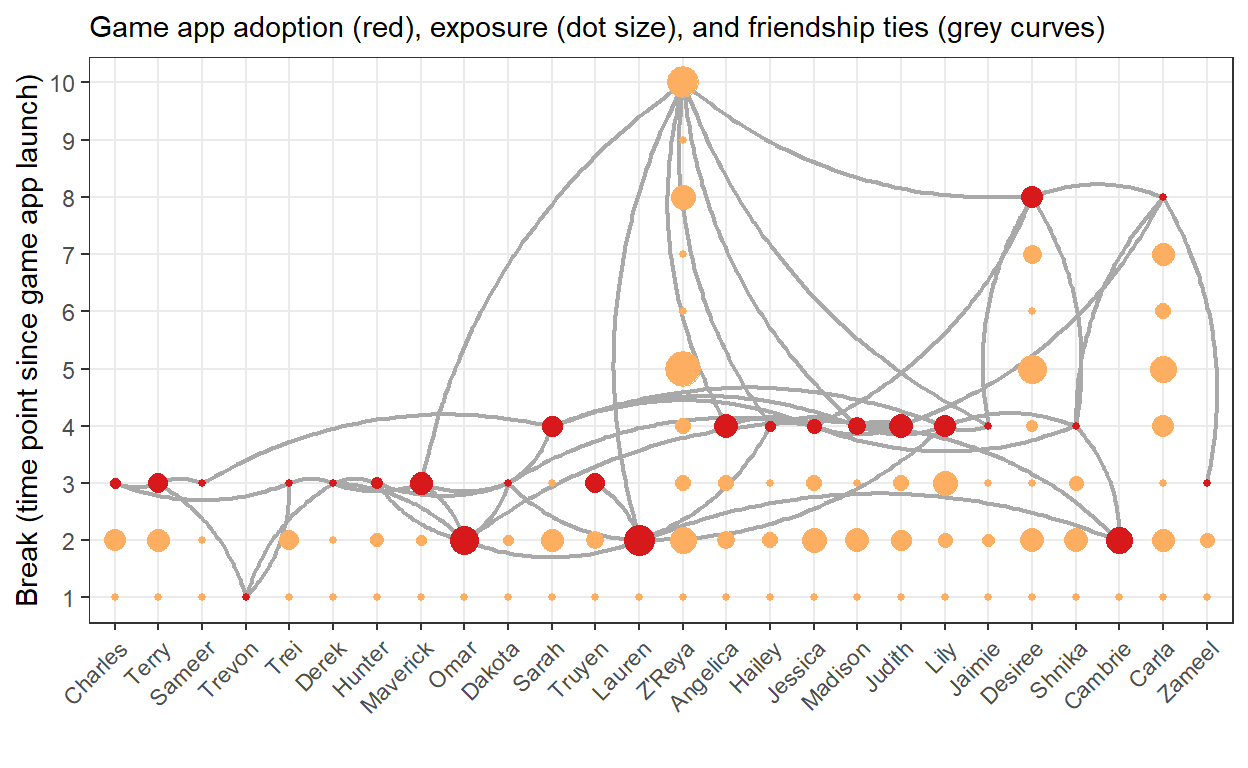 Game app adoption (red), exposure (dot size), and friendship ties (grey curves)
Break (time point since game app launch)
10
9
8
7
6
5
4
3
2
1
Charles
Terry
Sameer
Trevon
Trei
Derek
Hunter
Maverick
Omar
Dakota
Sarah
Truyen
Lauren
Z'Reya
Angelica
Hailey
Jessica
Madison
Judith
Lily
Jaimie
Desiree
Shnika
Cambrie
Carla
Zameel